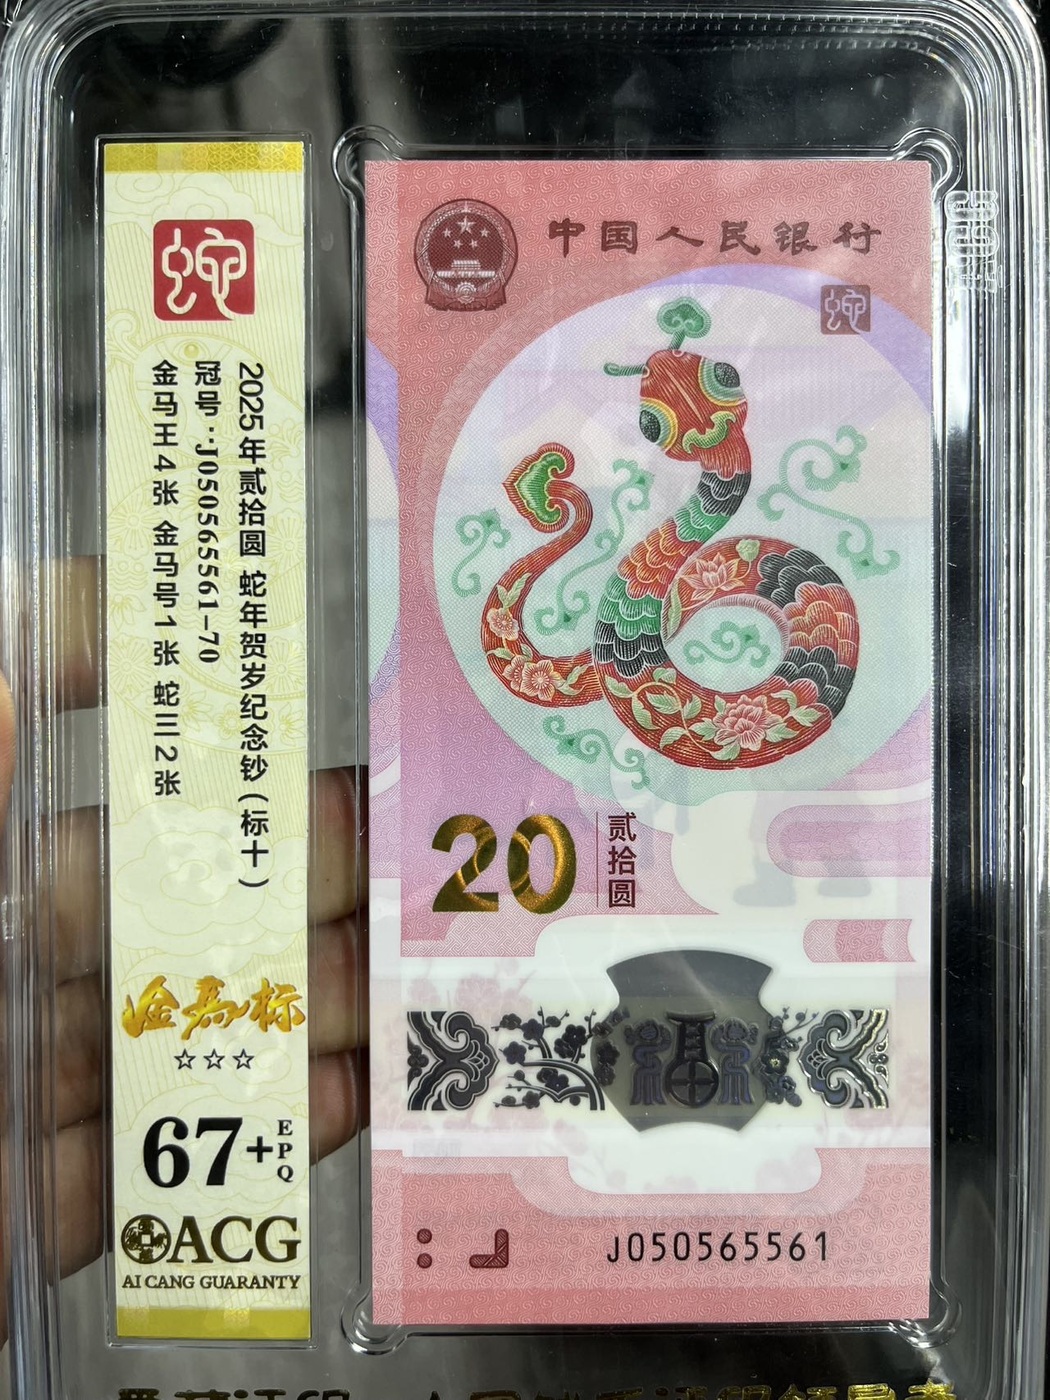 蛇
2025年贰拾圆 蛇年贺岁纪念钞(标十)
冠号:J050565561-70
金马王4张 金马号1张 蛇三2张
金马标
☆☆☆
67+EPQ
ACG
AI CANG GUARANTY
中国人民银行
蛇
20 贰拾圆
J050565561